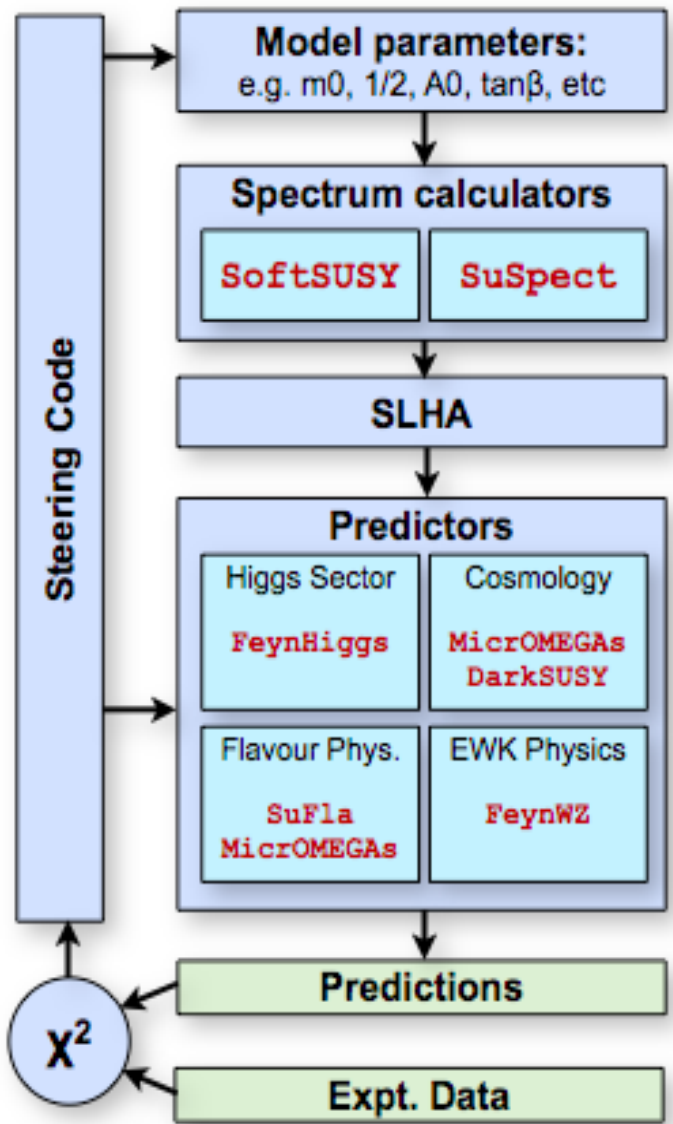 Model parameters:
e.g. m0, 1/2, A0, tanβ, etc
Spectrum calculators
SoftSUSY
SuSpect
SLHA
Steering Code
Predictors
Higgs Sector
FeynHiggs
Cosmology
MicrOMEGAs
DarkSUSY
Flavour Phys.
SuFla
MicrOMEGAs
EWK Physics
FeynWZ
Predictions
χ²
Expt. Data